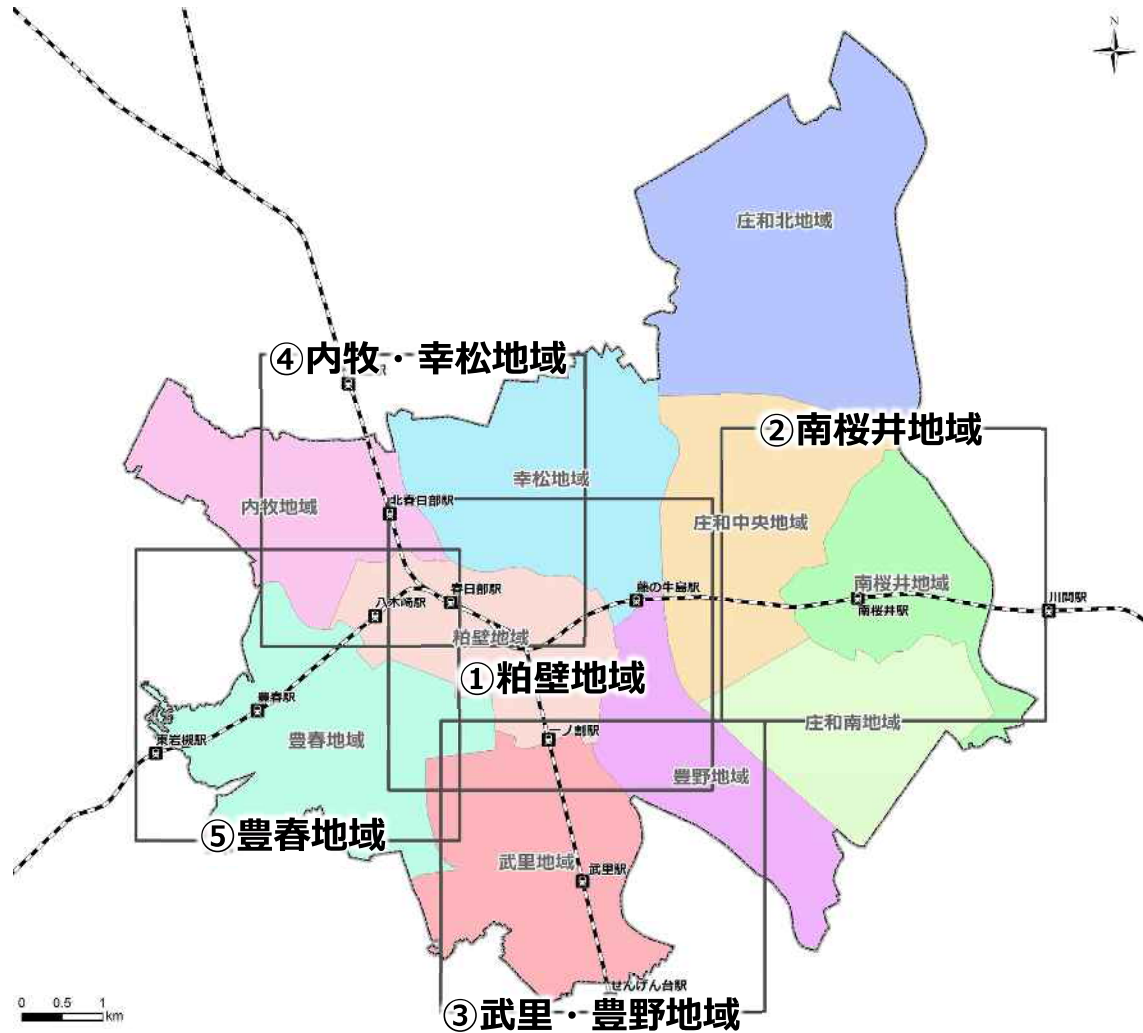 N
庄和北地域
④内牧・幸松地域
駅
②南桜井地域
幸松地域
北春日部駅
内牧地域
庄和中央地域
南桜井地域
春日部駅
藤の牛島駅
八木崎駅
南桜井駅
川間駅
粕壁地域
①粕壁地域
豊春駅
庄和南地域
東岩槻駅
豊春地域
一ノ割駅
豊野地域
⑤豊春地域
武里地域
武里駅
せんげん台駅
0 0.5 1
km
③武里・豊野地域